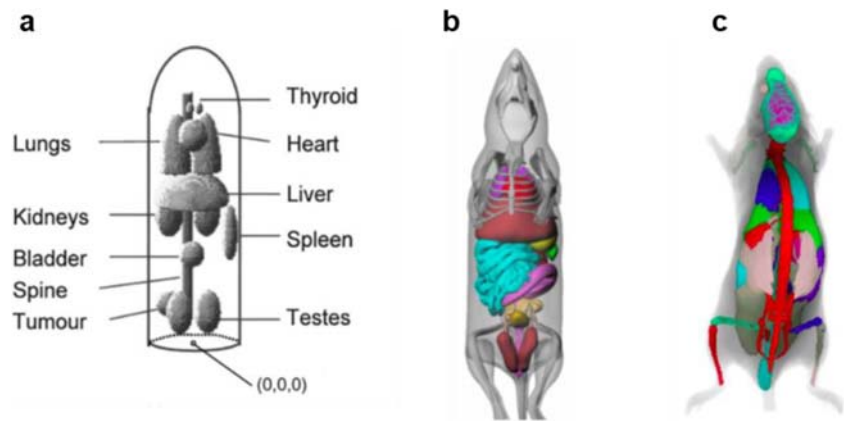 a
b
c
Thyroid
Lungs
Heart
Liver
Kidneys
Spleen
Bladder
Spine
Tumour
Testes
(0,0,0)